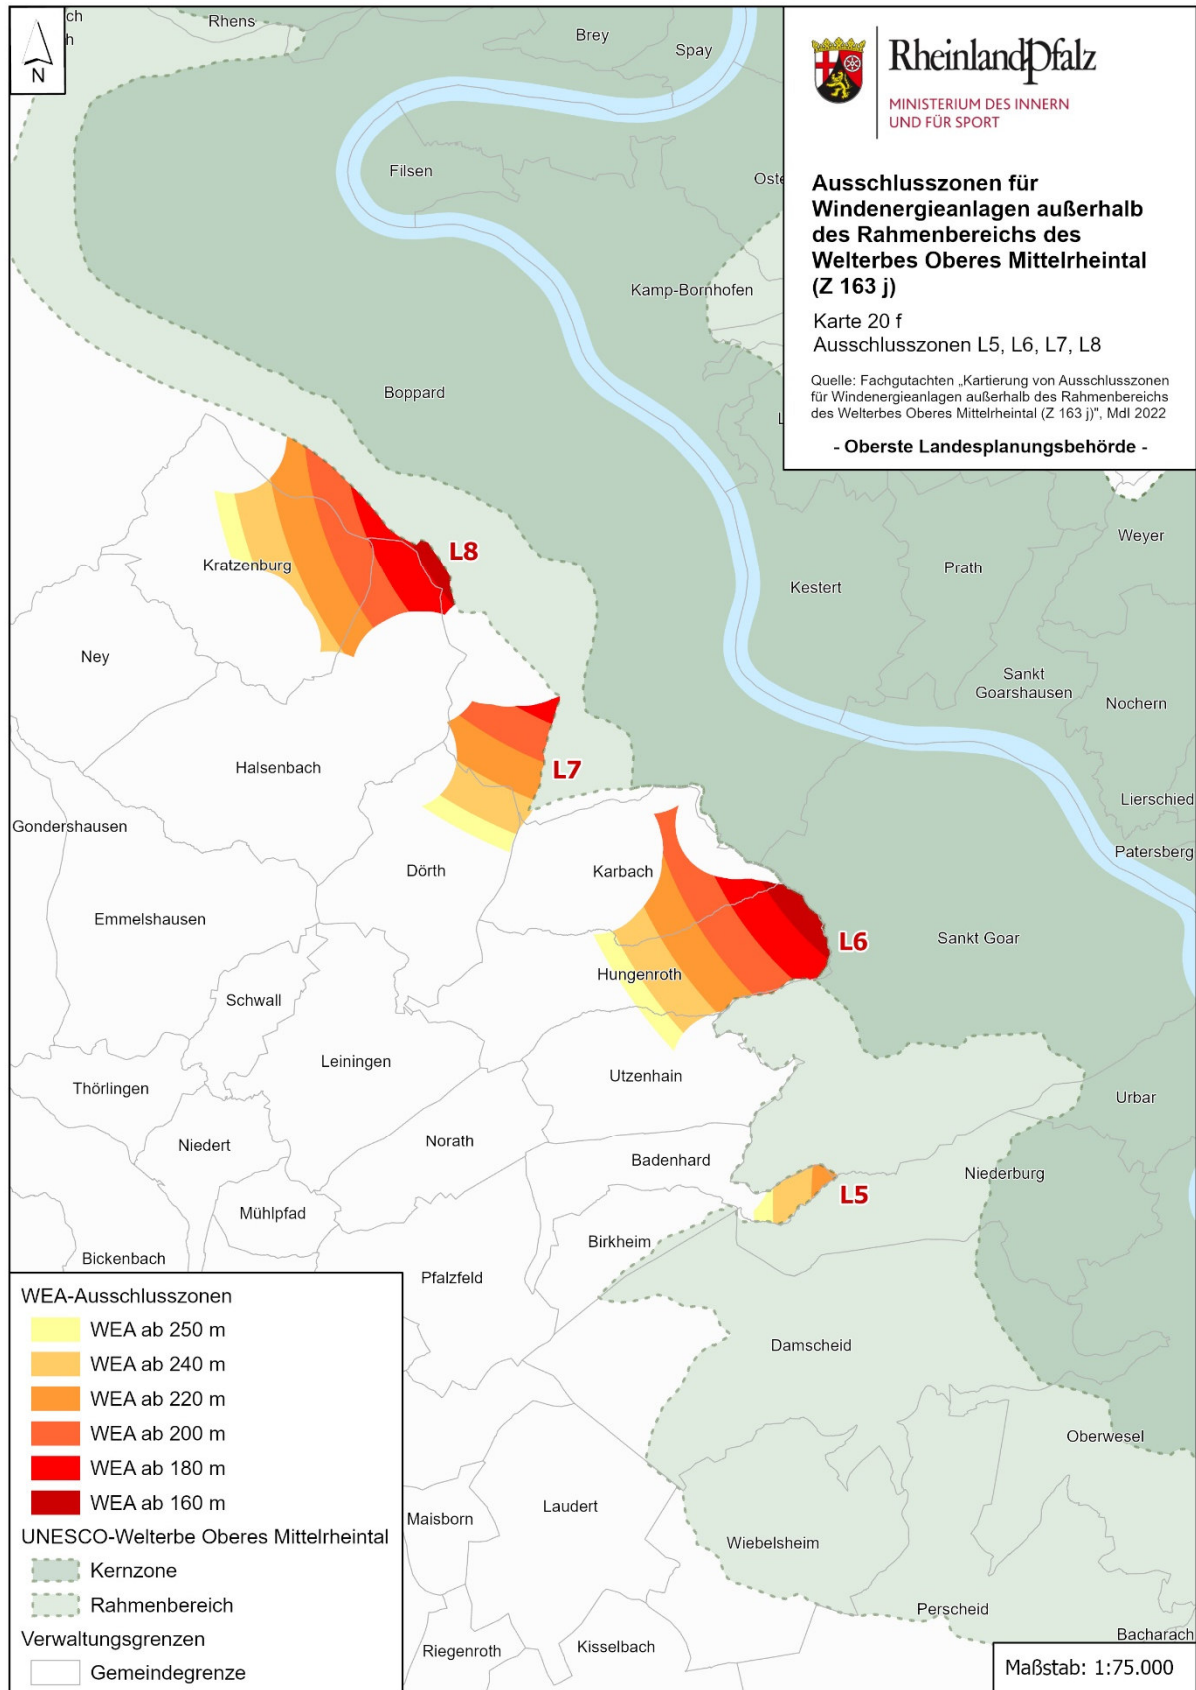 ch
h
N
Rhens
Brey
Spay
Filsen
Oste
Kamp-Bornhofen
Boppard
L
RheinlandPfalz
MINISTERIUM DES INNERN
UND FÜR SPORT
Ausschlusszonen für
Windenergieanlagen außerhalb
des Rahmenbereichs des
Welterbes Oberes Mittelrheintal
(Z 163 j)
Karte 20 f
Ausschlusszonen L5, L6, L7, L8
Quelle: Fachgutachten „Kartierung von Ausschlusszonen
für Windenergieanlagen außerhalb des Rahmenbereichs
des Welterbes Oberes Mittelrheintal (Z 163 j)", MdI 2022
- Oberste Landesplanungsbehörde -
Weyer
L8
Kratzenburg
Prath
Kestert
Ney
Sankt
Goarshausen
Nochern
Halsenbach
L7
Lierschied
Gondershausen
Patersberg
Dörth
Karbach
Emmelshausen
L6
Sankt Goar
Hungenroth
Schwall
Leiningen
Utzenhain
Thörlingen
Urbar
Niedert
Norath
Badenhard
Niederburg
L5
Mühlpfad
Birkheim
Bickenbach
Pfalzfeld
Damscheid
Oberwesel
Laudert
Maisborn
Wiebelsheim
Perscheid
Bacharach
Riegenroth
Kisselbach
WEA-Ausschlusszonen
WEA ab 250 m
WEA ab 240 m
WEA ab 220 m
WEA ab 200 m
WEA ab 180 m
WEA ab 160 m
UNESCO-Welterbe Oberes Mittelrheintal
Kernzone
Rahmenbereich
Verwaltungsgrenzen
Gemeindegrenze
Maßstab: 1:75.000